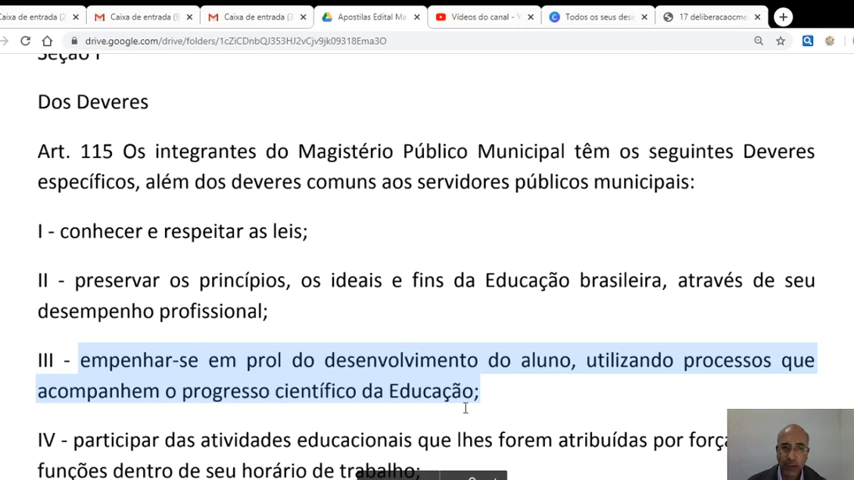 Caixa de entrada (2
Caixa de entrada (
Caixa de entrada (
Apostilas Edital Ma
Vídeos do canal - Y
Todos os seus des
17 deliberacaocme
drive.google.com/drive/folders/1cZiCDnbQJ353HJ2vCjv9jk09318Ema3O
Seção I
Dos Deveres
Art. 115 Os integrantes do Magistério Público Municipal têm os seguintes Deveres
específicos, além dos deveres comuns aos servidores públicos municipais:
I - conhecer e respeitar as leis;
II - preservar os princípios, os ideais e fins da Educação brasileira, através de seu
desempenho profissional;
III - empenhar-se em prol do desenvolvimento do aluno, utilizando processos que
acompanhem o progresso científico da Educação;
IV - participar das atividades educacionais que lhes forem atribuídas por força
funções dentro de seu horário de trabalho;